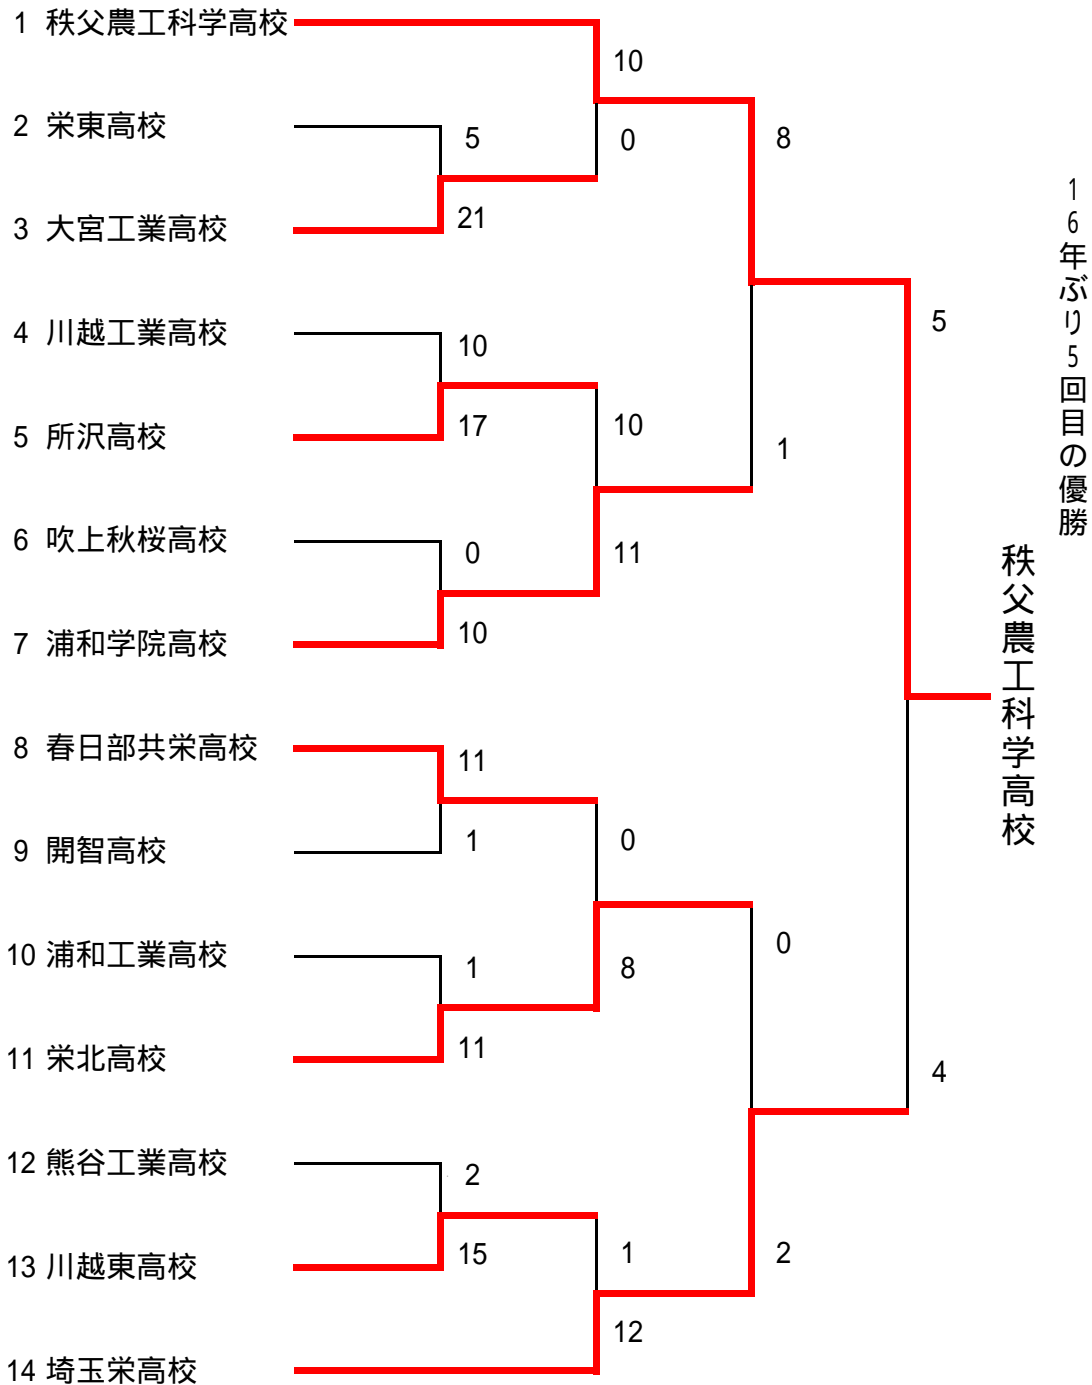 1 秩父農工科学高校
10
2 栄東高校
5
0
8
3 大宮工業高校
21
4 川越工業高校
10
5
5 所沢高校
17
10
1
6 吹上秋桜高校
0
11
7 浦和学院高校
10
8 春日部共栄高校
11
9 開智高校
1
0
10 浦和工業高校
1
8
0
11 栄北高校
11
4
12 熊谷工業高校
2
13 川越東高校
15
1
2
12
14 埼玉栄高校
16年ぶり5回目の優勝
秩父農工科学高校